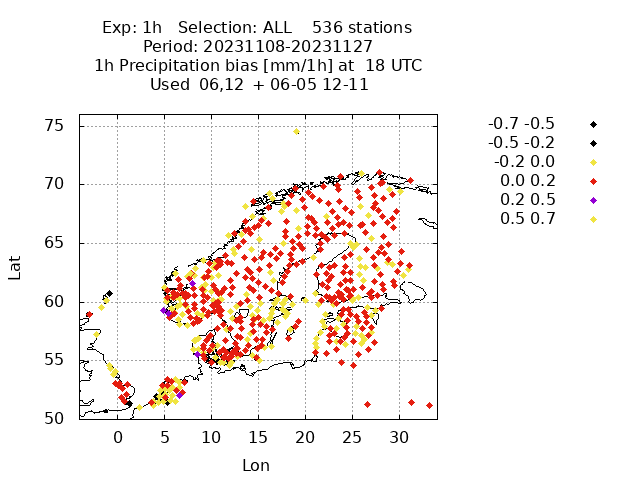 Exp: 1h Selection: ALL 536 stations
Period: 20231108-20231127
1h Precipitation bias [mm/1h] at 18 UTC
Used 06,12 + 06-05 12-11
-0.7 -0.5
-0.5 -0.2
-0.2 0.0
0.0 0.2
0.2 0.5
0.5 0.7
75
70
65
60
55
50
Lat
0 5 10 15 20 25 30
Lon